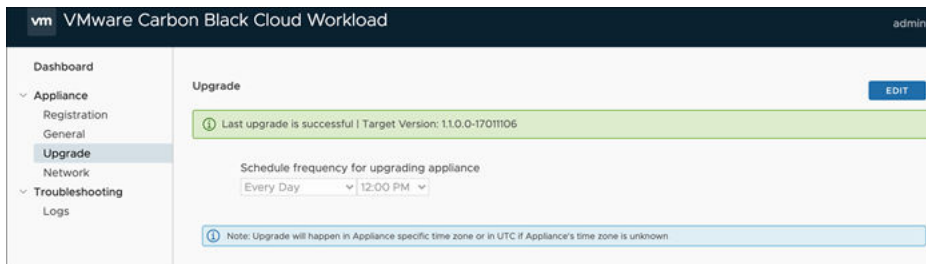 vm VMware Carbon Black Cloud Workload
admin
Dashboard
Appliance
Registration
General
Upgrade
Network
Troubleshooting
Logs
Upgrade
EDIT
Last upgrade is successful | Target Version: 1.1.0.0-17011106
Schedule frequency for upgrading appliance
Every Day 12:00 PM
Note: Upgrade will happen in Appliance specific time zone or in UTC if Appliance's time zone is unknown